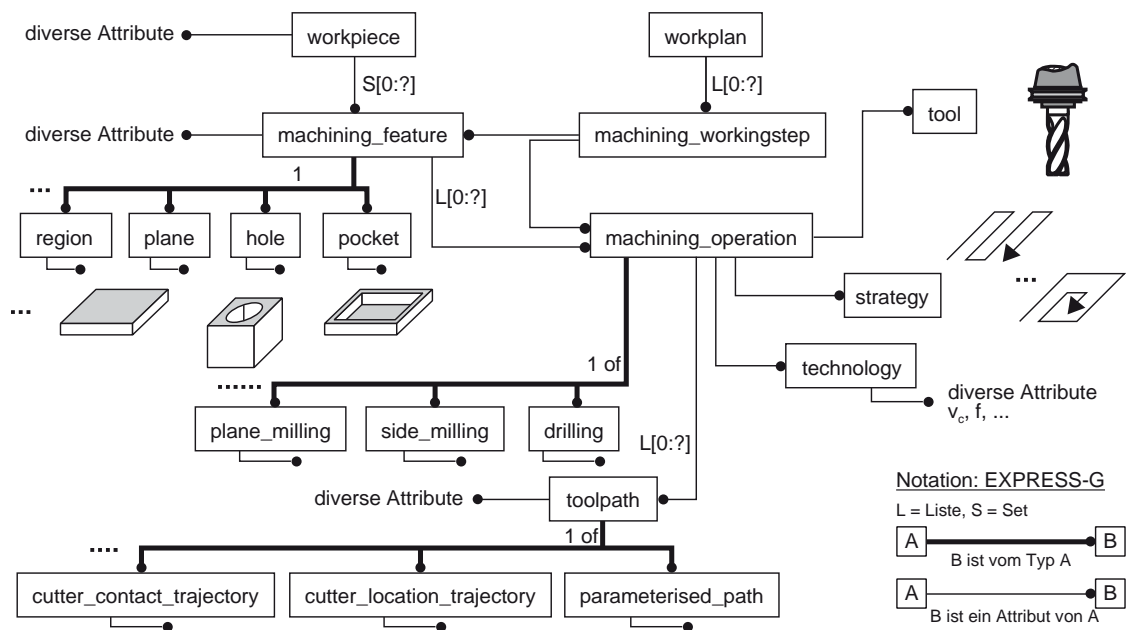 diverse Attribute
workpiece
workplan
S[0:?]
L[0:?]
tool
diverse Attribute
machining_feature
machining_workingstep
1
L[0:?]
...
region
plane
hole
pocket
machining_operation
...
...
strategy
1 of
technology
......
diverse Attribute
v_c, f, ...
plane_milling
side_milling
drilling
L[0:?]
diverse Attribute
toolpath
Notation: EXPRESS-G
L = Liste, S = Set
1 of
....
A
B
B ist vom Typ A
cutter_contact_trajectory
cutter_location_trajectory
parameterised_path
A
B
B ist ein Attribut von A